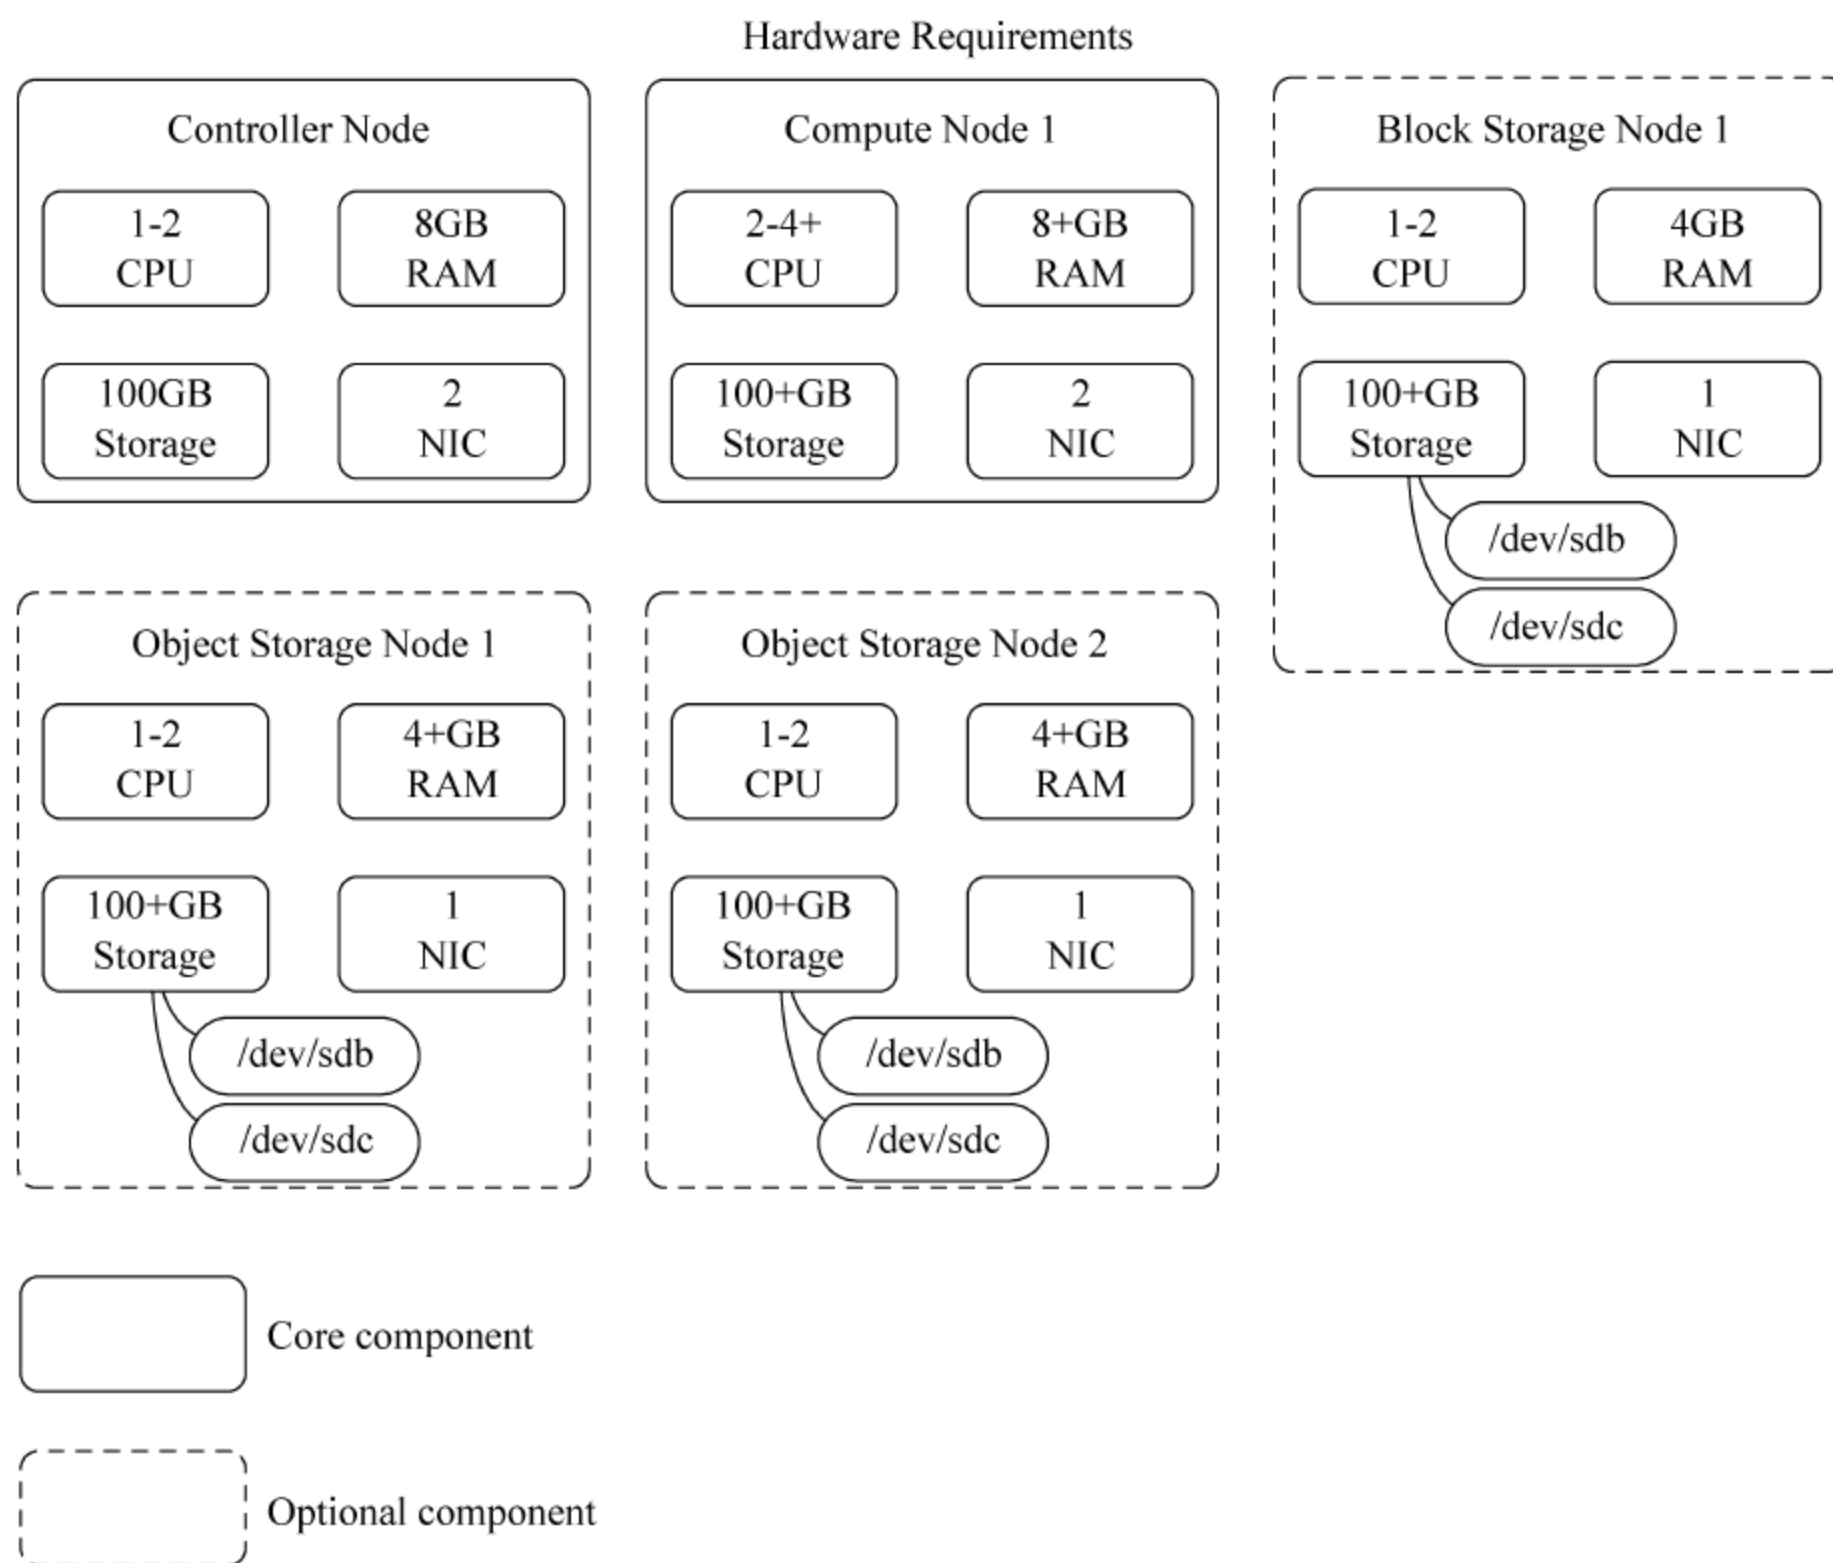 Hardware Requirements
Controller Node
1-2
CPU
8GB
RAM
100GB
Storage
2
NIC
Compute Node 1
2-4+
CPU
8+GB
RAM
100+GB
Storage
2
NIC
Block Storage Node 1
1-2
CPU
4GB
RAM
100+GB
Storage
1
NIC
/dev/sdb
/dev/sdc
Object Storage Node 1
1-2
CPU
4+GB
RAM
100+GB
Storage
1
NIC
/dev/sdb
/dev/sdc
Object Storage Node 2
1-2
CPU
4+GB
RAM
100+GB
Storage
1
NIC
/dev/sdb
/dev/sdc
Core component
Optional component